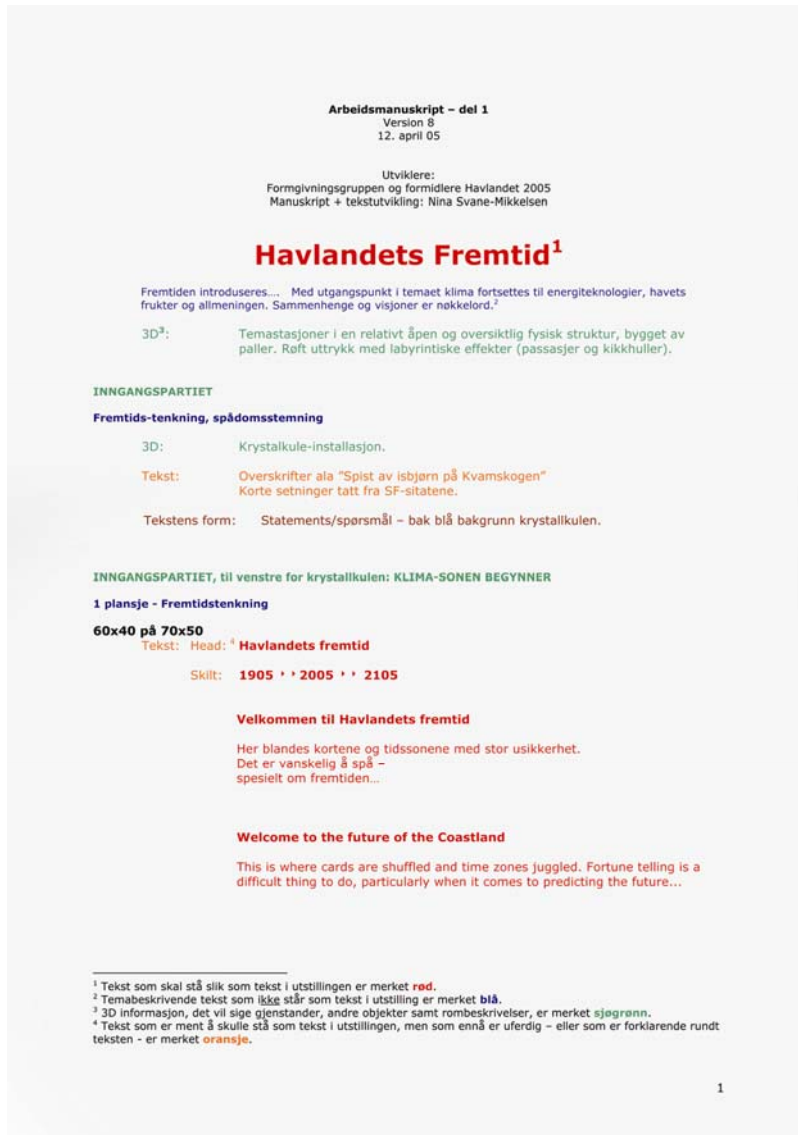 Arbeidsmanuskript – del 1
Version 8
12. april 05
Utviklere:
Formgivningsgruppen og formidlere Havlandet 2005
Manuskript + tekstutvikling: Nina Svane-Mikkelsen
Havlandets Fremtid¹
Fremtiden introduseres…. Med utgangspunkt i temaet klima fortsettes til energiteknologier, havets
frukter og allmeningen. Sammenhenge og visjoner er nøkkelord.²
3D³: Temastasjoner i en relativt åpen og oversiktlig fysisk struktur, bygget av
paller. Røft uttrykk med labyrintiske effekter (passasjer og kikkhuller).
INNGANGSPARTIET
Fremtids-tenkning, spådomsstemning
3D: Krystalkule-installasjon.
Tekst: Overskrifter ala ”Spist av isbjørn på Kvamskogen”
Korte setninger tatt fra SF-sitatene.
Tekstens form: Statements/spørsmål – bak blå bakgrunn krystallkulen.
INNGANGSPARTIET, til venstre for krystallkulen: KLIMA-SONEN BEGYNNER
1 plansje - Fremtidstenkning
60x40 på 70x50
Tekst: Head: ⁴ Havlandets fremtid
Skilt: 1905 ‣ ‣ 2005 ‣ ‣ 2105
Velkommen til Havlandets fremtid
Her blandes kortene og tidssonene med stor usikkerhet.
Det er vanskelig å spå –
spesielt om fremtiden…
Welcome to the future of the Coastland
This is where cards are shuffled and time zones juggled. Fortune telling is a
difficult thing to do, particularly when it comes to predicting the future...
¹ Tekst som skal stå slik som tekst i utstillingen er merket rød.
² Temabeskrivende tekst som ikke står som tekst i utstilling er merket blå.
³ 3D informasjon, det vil sige gjenstander, andre objekter samt rombeskrivelser, er merket sjøgrønn.
⁴ Tekst som er ment å skulle stå som tekst i utstillingen, men som ennå er uferdig – eller som er forklarende rundt
teksten - er merket oransje.
1